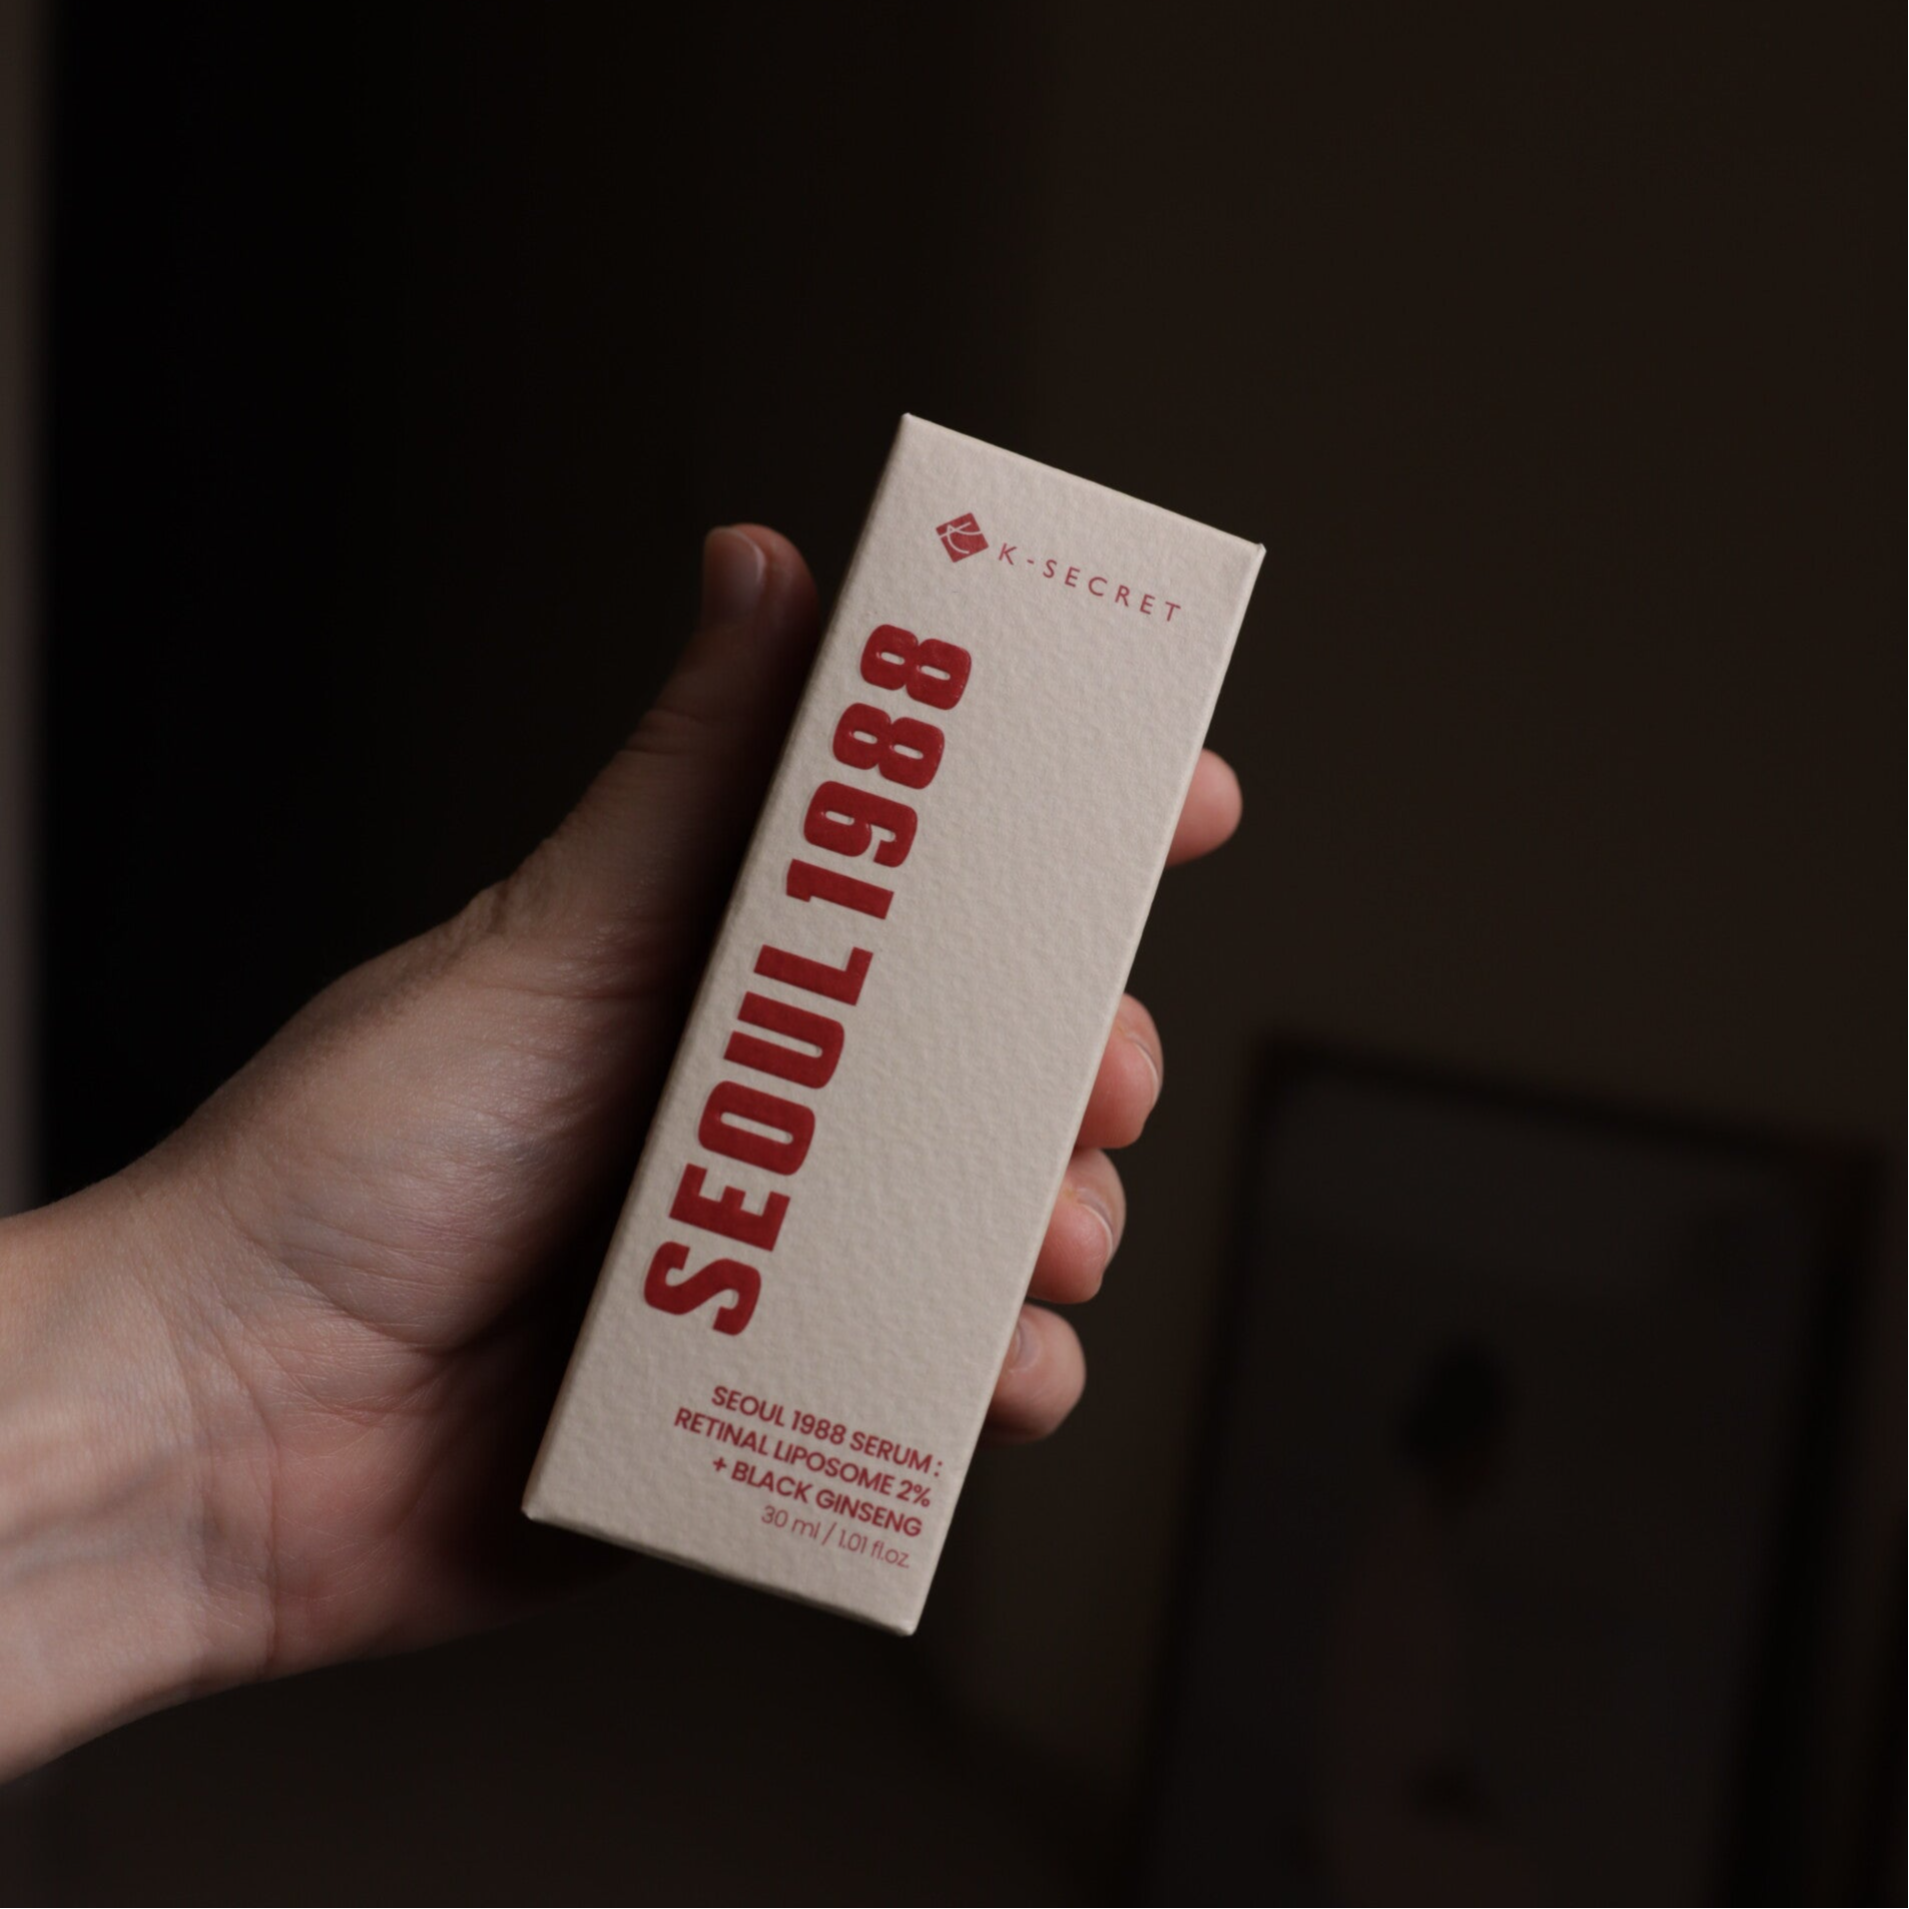 K-SECRET
SEOUL 1988
SEOUL 1988 SERUM :
RETINAL LIPOSOME 2%
+ BLACK GINSENG
30 ml / 1.01 fl.oz